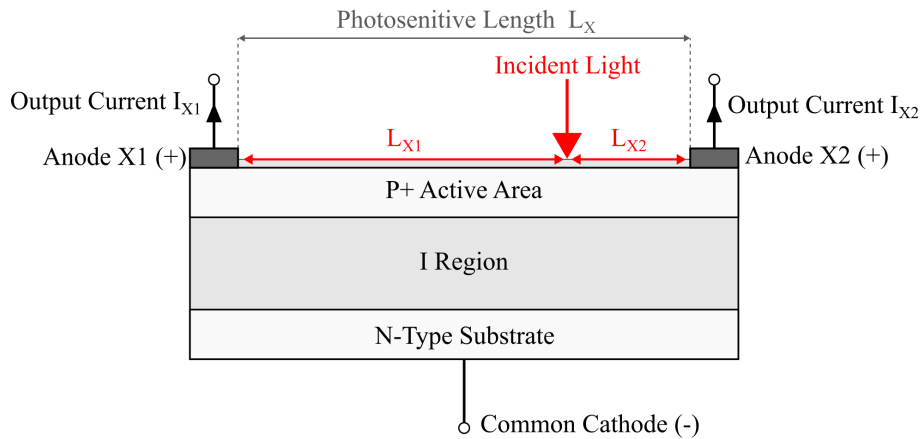 Photosenitive Length L_X
Incident Light
Output Current I_X1
Output Current I_X2
L_X1
L_X2
Anode X1 (+)
Anode X2 (+)
P+ Active Area
I Region
N-Type Substrate
Common Cathode (-)